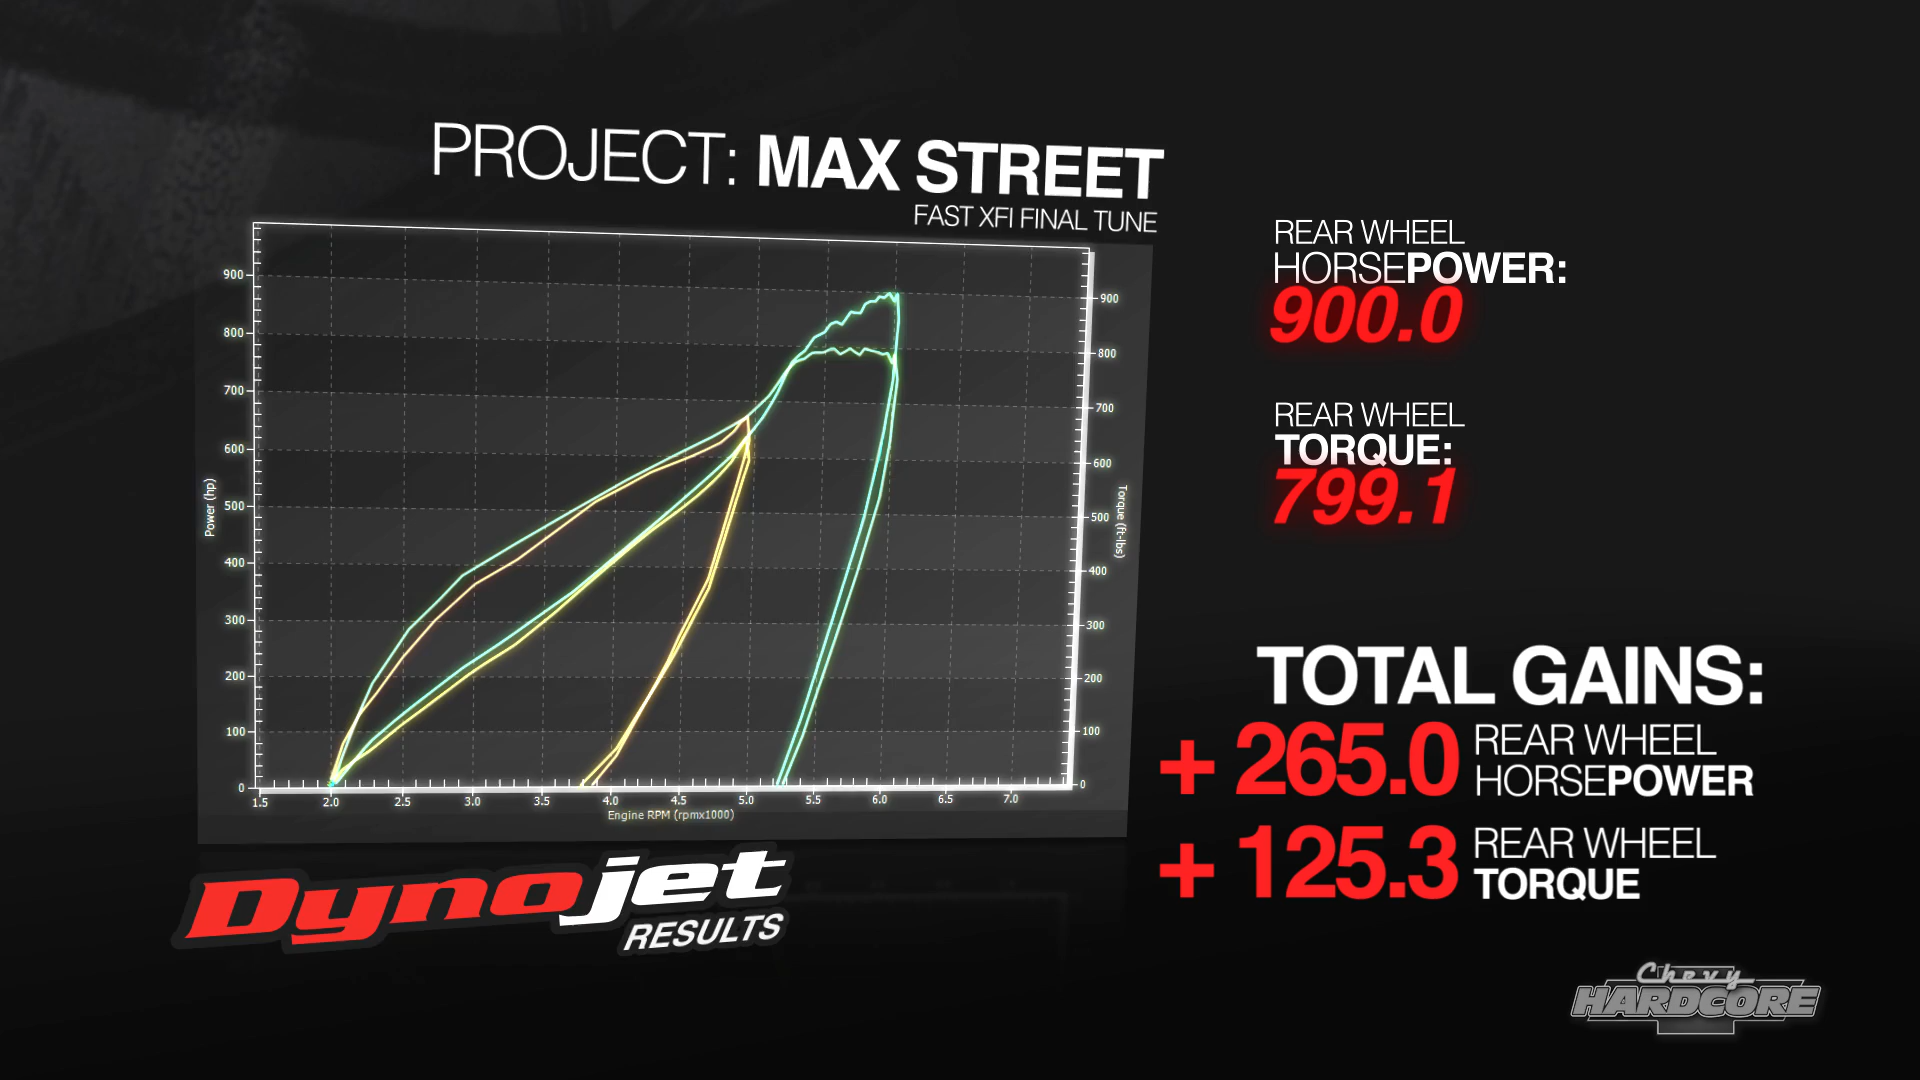 PROJECT: MAX STREET
FAST XFI FINAL TUNE
REAR WHEEL
HORSEPOWER:
900.0
REAR WHEEL
TORQUE:
799.1
TOTAL GAINS:
+ 265.0 REAR WHEEL
HORSEPOWER
+ 125.3 REAR WHEEL
TORQUE
Power (hp)
900
800
700
600
500
400
300
200
100
0
Torque (ft-lbs)
900
800
700
600
500
400
300
200
100
0
1.5 2.0 2.5 3.0 3.5 4.0 4.5 5.0 5.5 6.0 6.5 7.0
Engine RPM (rpmx1000)
Dynojet
RESULTS
Chevy
HARDCORE